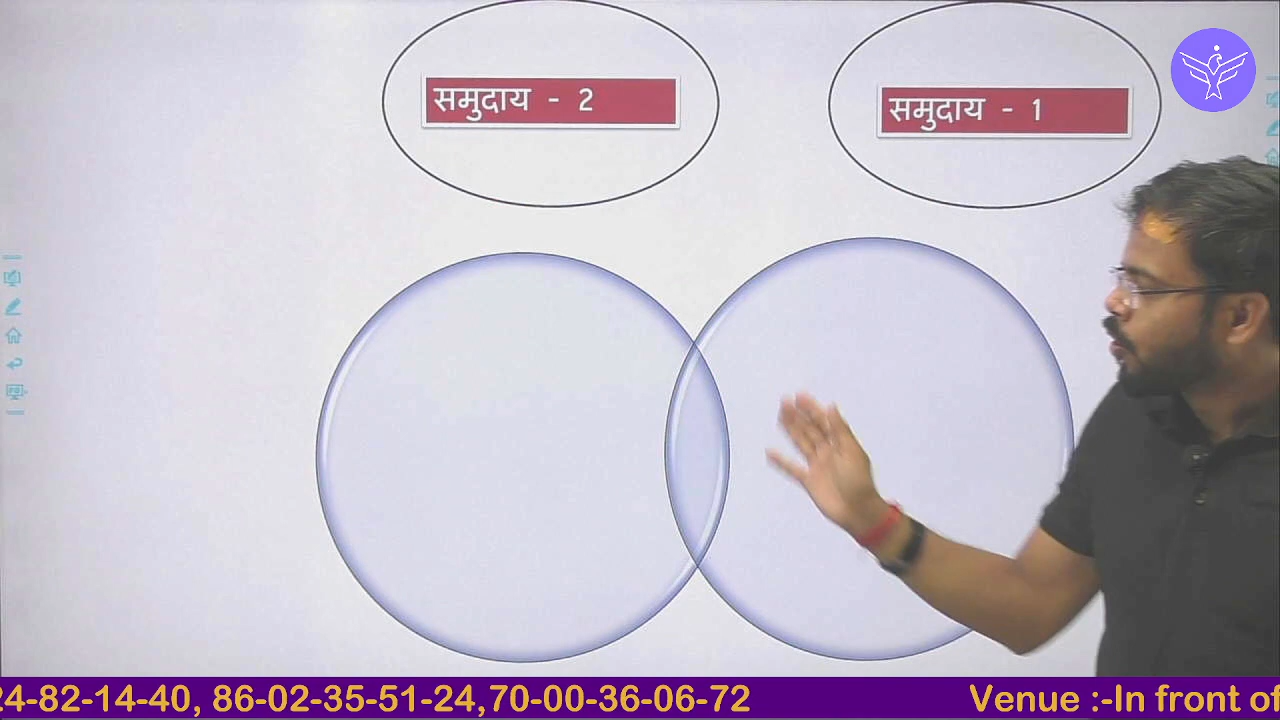 समुदाय - 2
समुदाय - 1
24-82-14-40, 86-02-35-51-24,70-00-36-06-72
Venue :-In front of